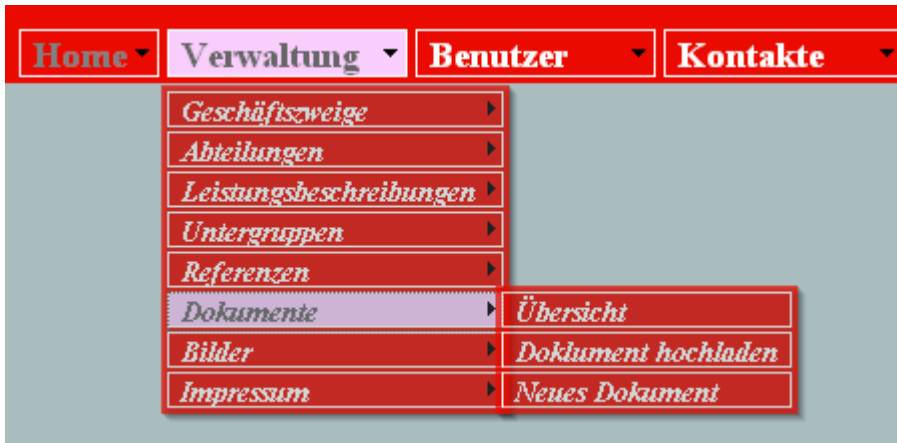 Home Verwaltung Benutzer Kontakte
Geschäftszweige
Abteilungen
Leistungsbeschreibungen
Untergruppen
Referenzen
Dokumente Übersicht
Bilder Doklument hochladen
Impressum Neues Dokument